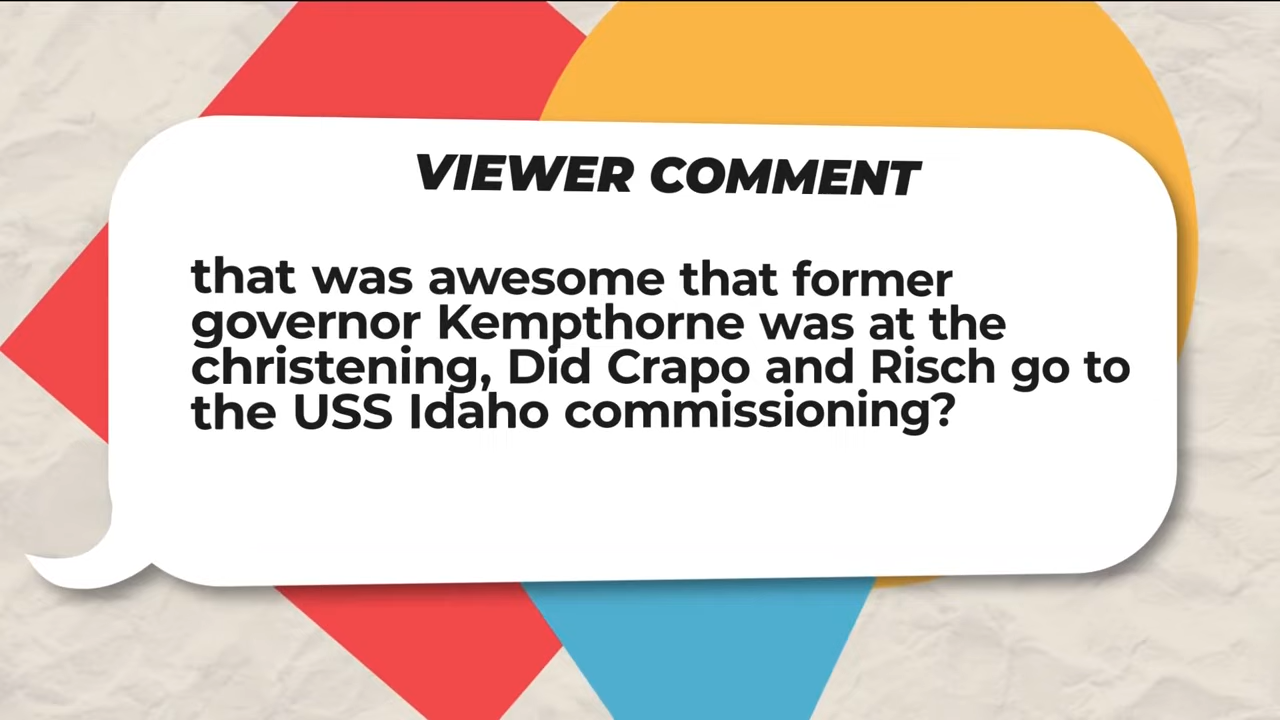 VIEWER COMMENT
that was awesome that former
governor Kempthorne was at the
christening, Did Crapo and Risch go to
the USS Idaho commissioning?